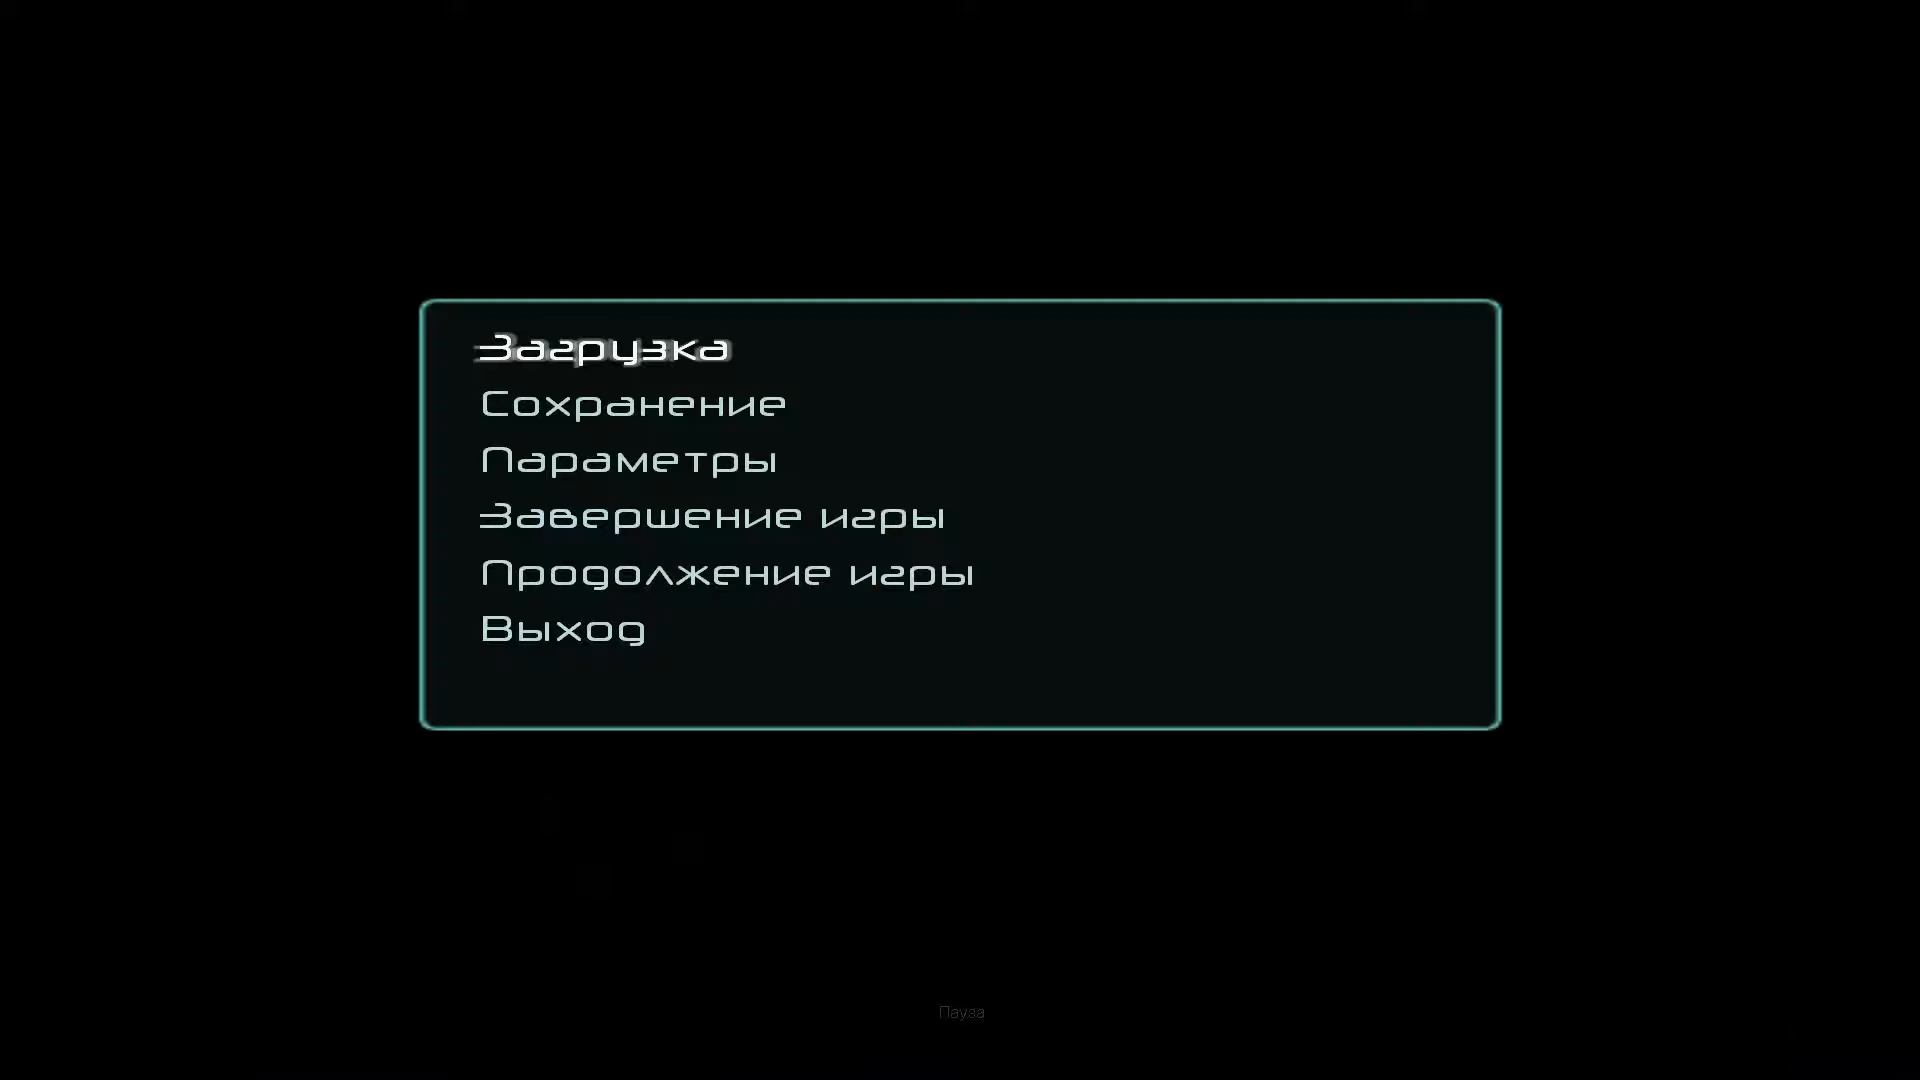 Загрузка
Сохранение
Параметры
Завершение игры
Продолжение игры
Выход
Пауза